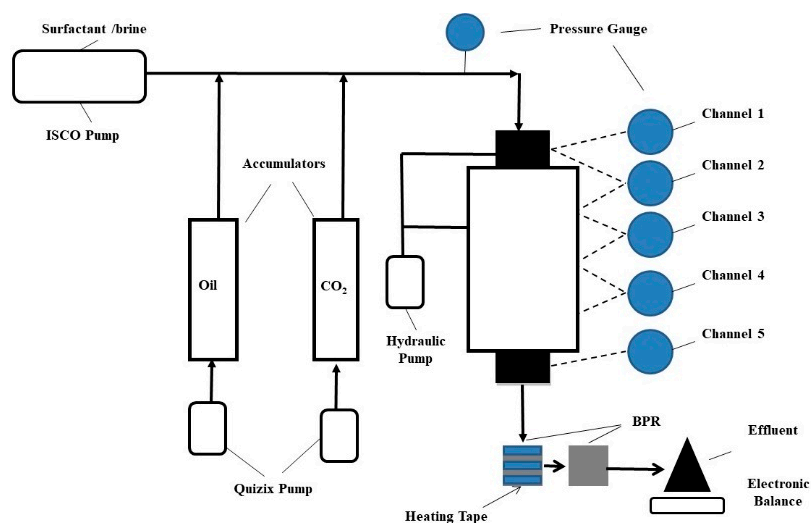 Surfactant /brine
Pressure Gauge
ISCO Pump
Channel 1
Accumulators
Channel 2
Channel 3
Oil
CO₂
Channel 4
Hydraulic
Pump
Channel 5
BPR
Effluent
Quizix Pump
Heating Tape
Electronic
Balance